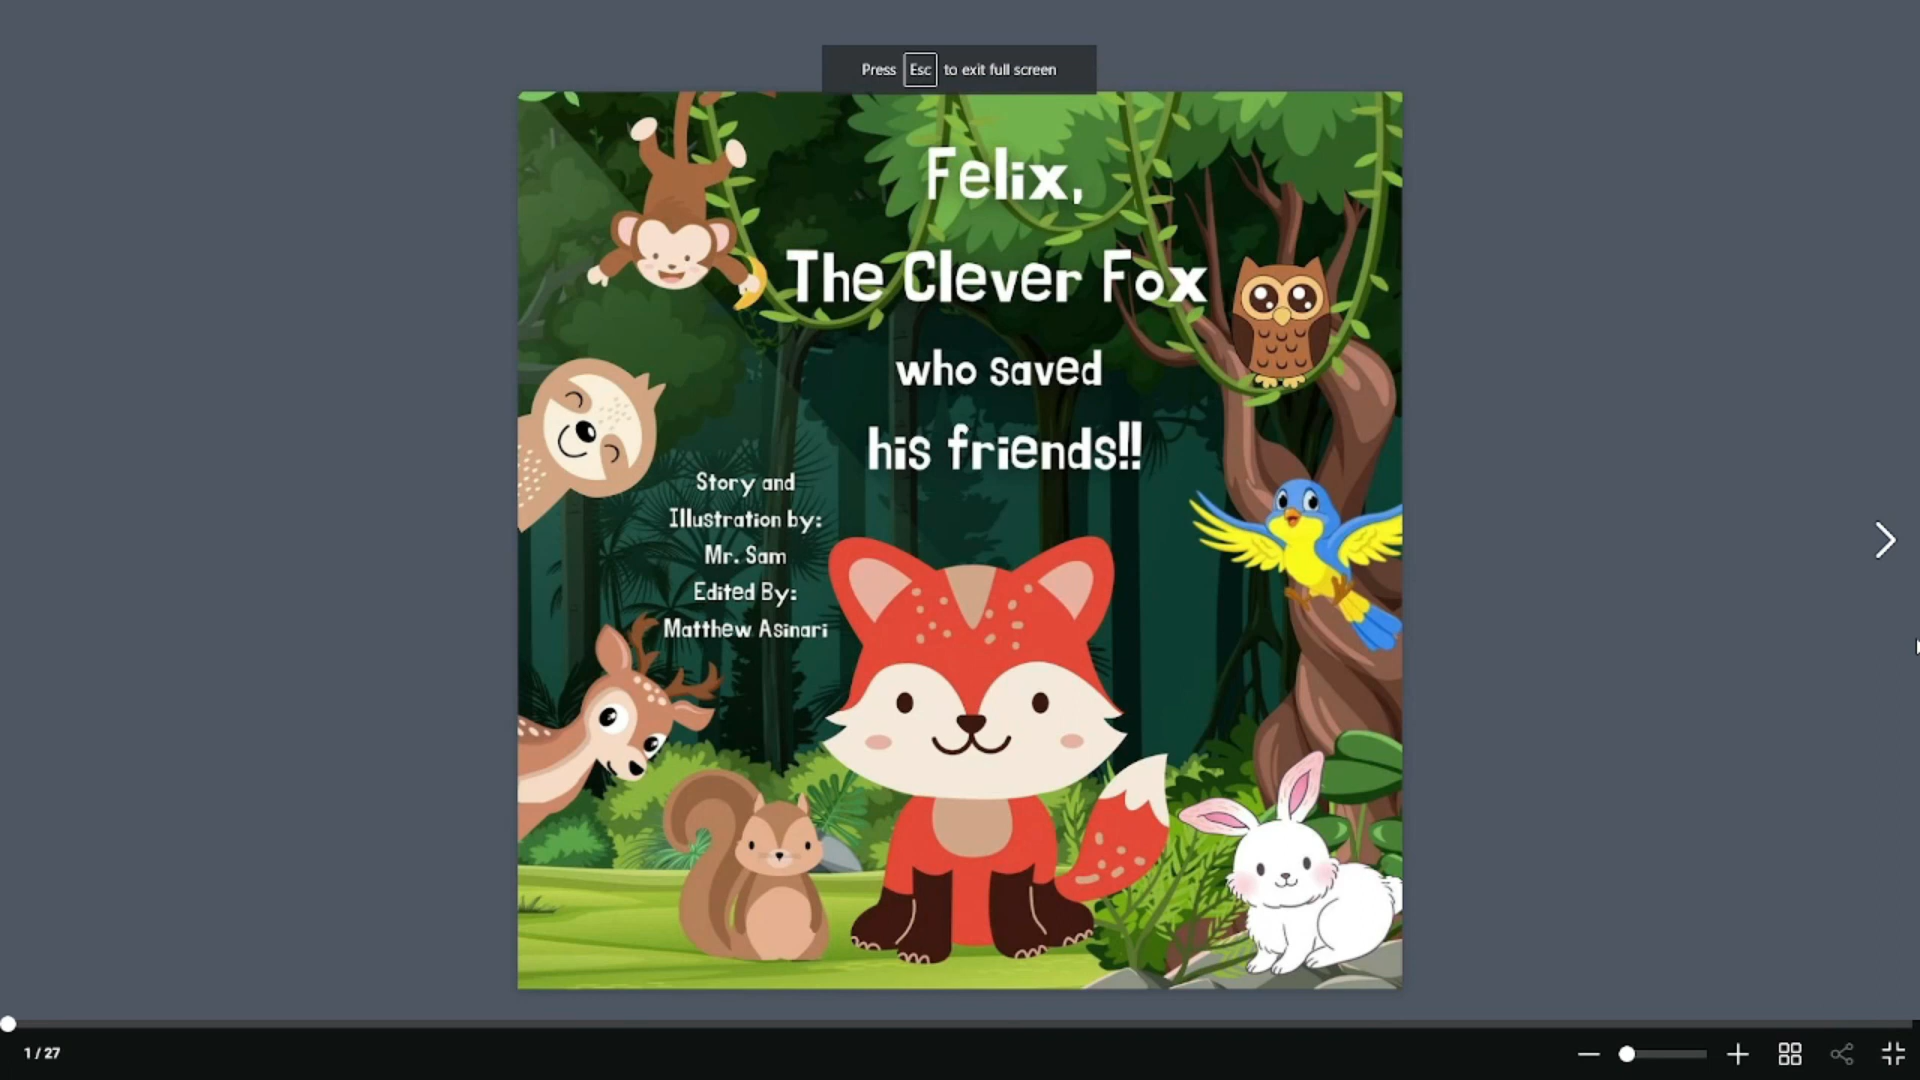 Press Esc to exit full screen
Felix,
The Clever Fox
who saved
his friends!!
Story and
Illustration by:
Mr. Sam
Edited By:
Matthew Asinari
1 / 27